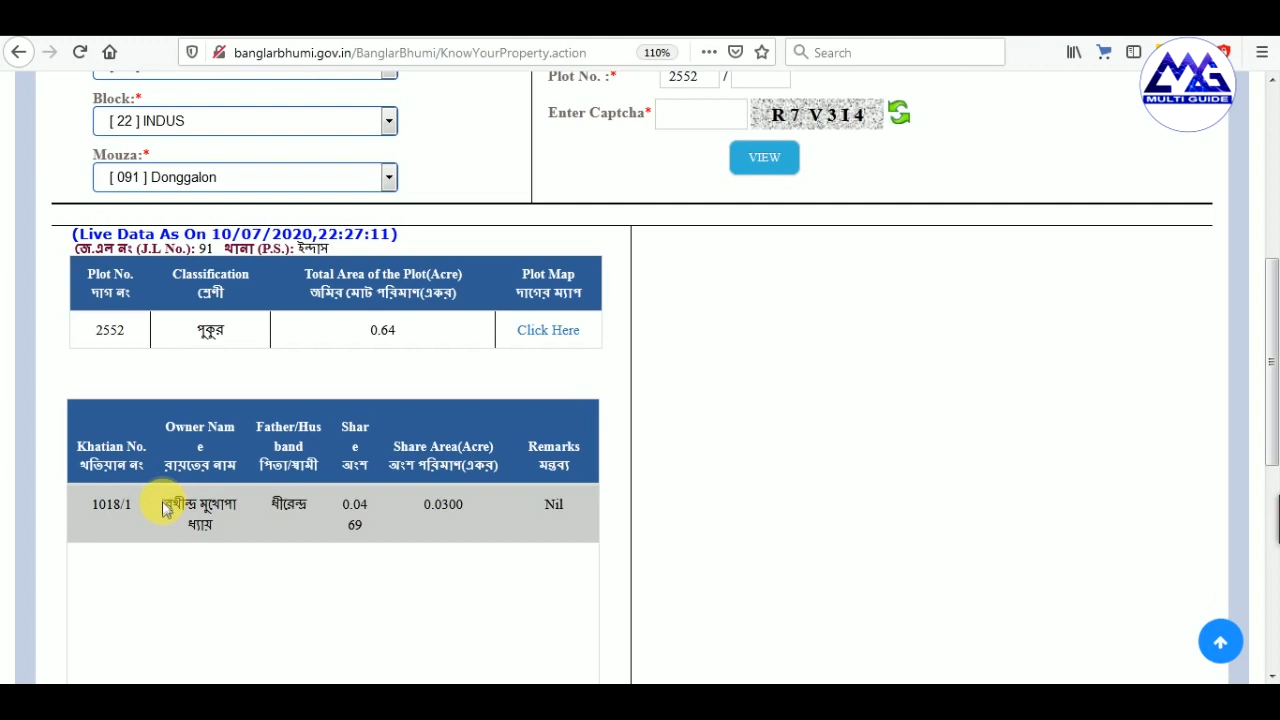 banglarbhumi.gov.in/BanglarBhumi/KnowYourProperty.action
110%
Search
MULTI GUIDE
Block:*
[ 22 ] INDUS
Mouza:*
[ 091 ] Donggalon
Plot No. :*
2552 /
Enter Captcha*
R 7 V 3 I 4
VIEW
(Live Data As On 10/07/2020,22:27:11)
জে.এল নং (J.L No.): 91 থানা (P.S.): ইন্দাস
Plot No. Classification Total Area of the Plot(Acre) Plot Map
দাগ নং শ্রেণী জমির মোট পরিমাণ(একর) দাগের ম্যাপ
2552 পুকুর 0.64 Click Here
Owner Nam Father/Hus Shar
Khatian No. e band e Share Area(Acre) Remarks
খতিয়ান নং রায়তের নাম পিতা/স্বামী অংশ অংশ পরিমাণ(একর) মন্তব্য
1018/1 রথীন্দ্র মুখোপা ধীরেন্দ্র 0.04 0.0300 Nil
ধ্যায় 69